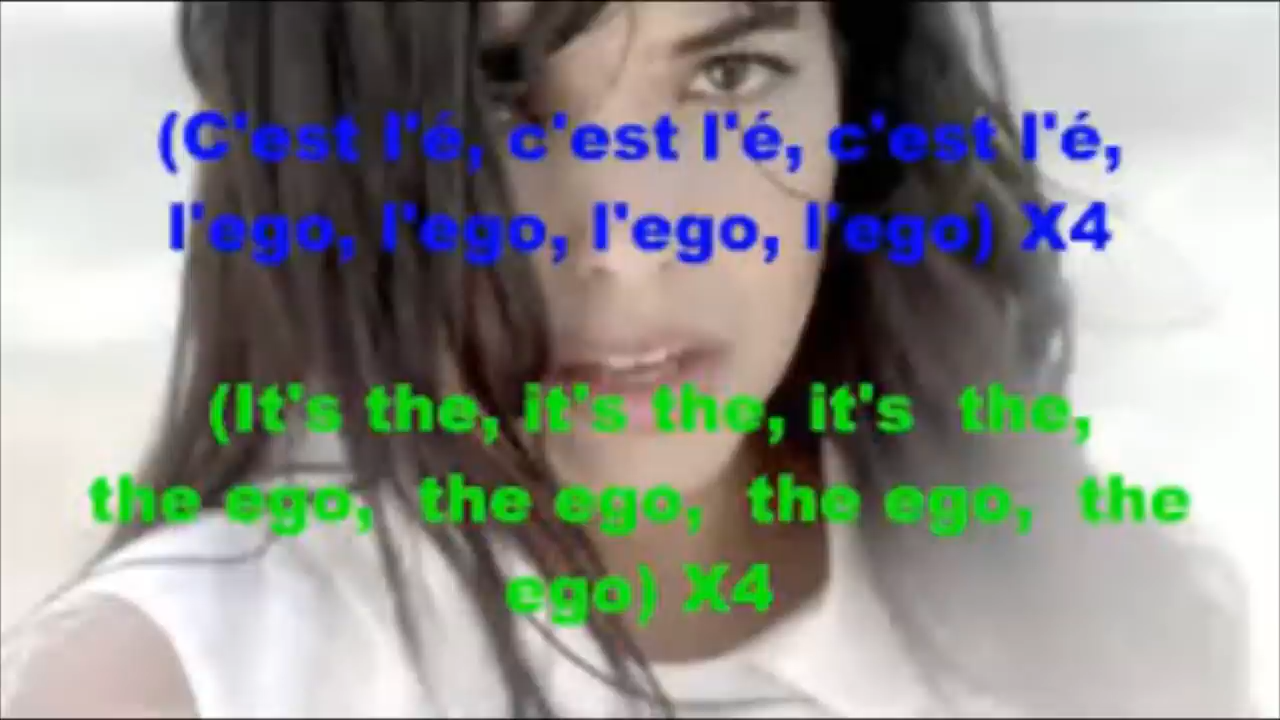 (C'est l'é, c'est l'é, c'est l'é,
l'ego, l'ego, l'ego, l'ego) X4
(It's the, it's the, it's the,
the ego, the ego, the ego, the
ego) X4